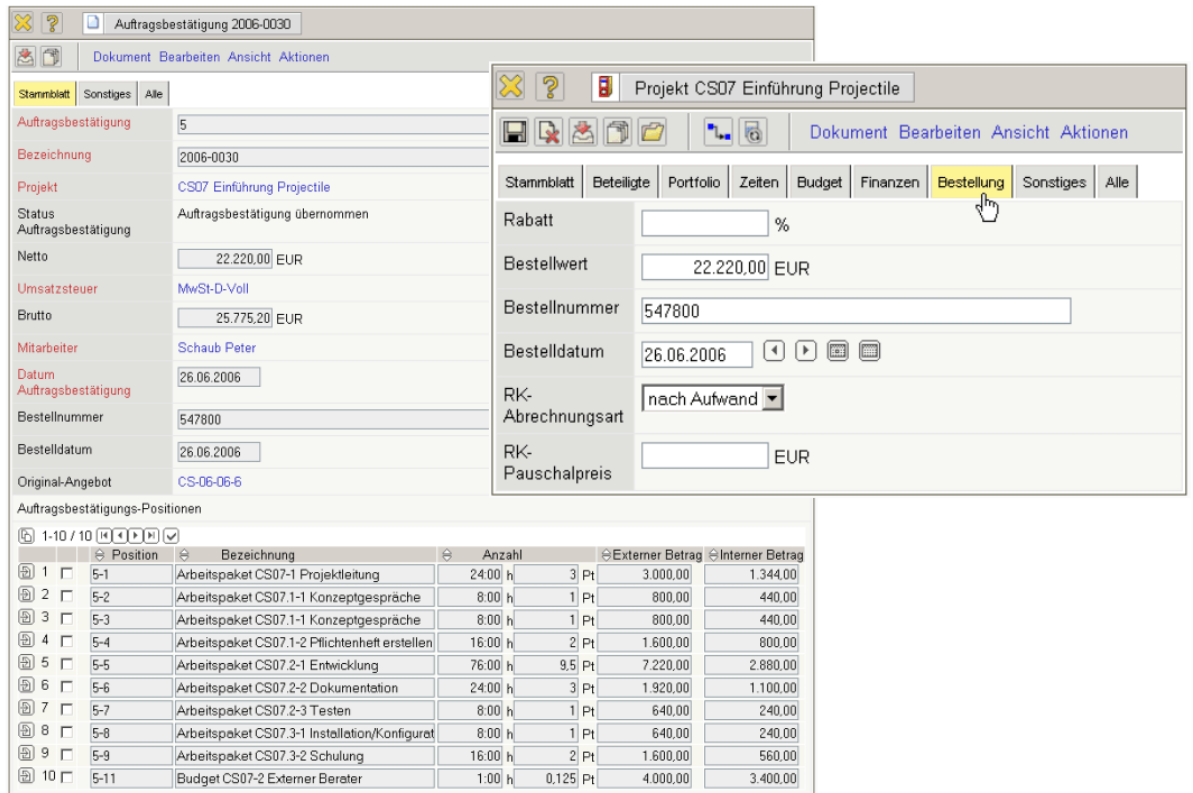 Auftragsbestätigung 2006-0030
Dokument Bearbeiten Ansicht Aktionen
Stammblatt Sonstiges Alle
Auftragsbestätigung 5
Bezeichnung 2006-0030
Projekt CS07 Einführung Projectile
Status Auftragsbestätigung übernommen
Auftragsbestätigung
Netto 22.220,00 EUR
Umsatzsteuer MwSt-D-Voll
Brutto 25.775,20 EUR
Mitarbeiter Schaub Peter
Datum 26.06.2006
Auftragsbestätigung
Bestellnummer 547800
Bestelldatum 26.06.2006
Original-Angebot CS-06-06-6
Auftragsbestätigungs-Positionen
1-10 / 10
Position Bezeichnung Anzahl Externer Betrag Interner Betrag
1 5-1 Arbeitspaket CS07-1 Projektleitung 24:00 h 3 Pt 3.000,00 1.344,00
2 5-2 Arbeitspaket CS07.1-1 Konzeptgespräche 8:00 h 1 Pt 800,00 440,00
3 5-3 Arbeitspaket CS07.1-1 Konzeptgespräche 8:00 h 1 Pt 800,00 440,00
4 5-4 Arbeitspaket CS07.1-2 Pflichtenheft erstellen 16:00 h 2 Pt 1.600,00 800,00
5 5-5 Arbeitspaket CS07.2-1 Entwicklung 76:00 h 9,5 Pt 7.220,00 2.880,00
6 5-6 Arbeitspaket CS07.2-2 Dokumentation 24:00 h 3 Pt 1.920,00 1.100,00
7 5-7 Arbeitspaket CS07.2-3 Testen 8:00 h 1 Pt 640,00 240,00
8 5-8 Arbeitspaket CS07.3-1 Installation/Konfigurat 8:00 h 1 Pt 640,00 240,00
9 5-9 Arbeitspaket CS07.3-2 Schulung 16:00 h 2 Pt 1.600,00 560,00
10 5-11 Budget CS07-2 Externer Berater 1:00 h 0,125 Pt 4.000,00 3.400,00
Projekt CS07 Einführung Projectile
Dokument Bearbeiten Ansicht Aktionen
Stammblatt Beteiligte Portfolio Zeiten Budget Finanzen Bestellung Sonstiges Alle
Rabatt %
Bestellwert 22.220,00 EUR
Bestellnummer 547800
Bestelldatum 26.06.2006
RK- nach Aufwand
Abrechnungsart
RK- EUR
Pauschalpreis